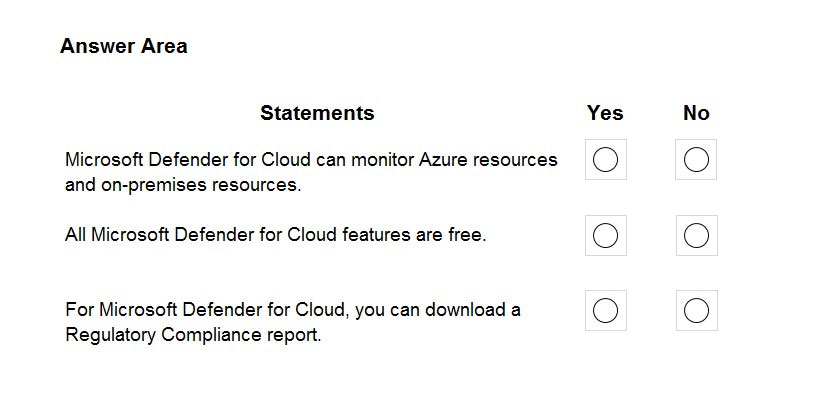 Answer Area
Statements Yes No
Microsoft Defender for Cloud can monitor Azure resources
and on-premises resources.
All Microsoft Defender for Cloud features are free.
For Microsoft Defender for Cloud, you can download a
Regulatory Compliance report.